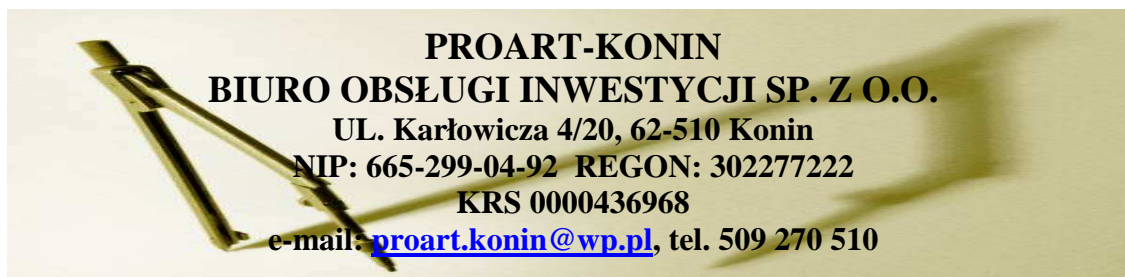 PROART-KONIN
BIURO OBSŁUGI INWESTYCJI SP. Z O.O.
UL. Karłowicza 4/20, 62-510 Konin
NIP: 665-299-04-92 REGON: 302277222
KRS 0000436968
e-mail: proart.konin@wp.pl, tel. 509 270 510